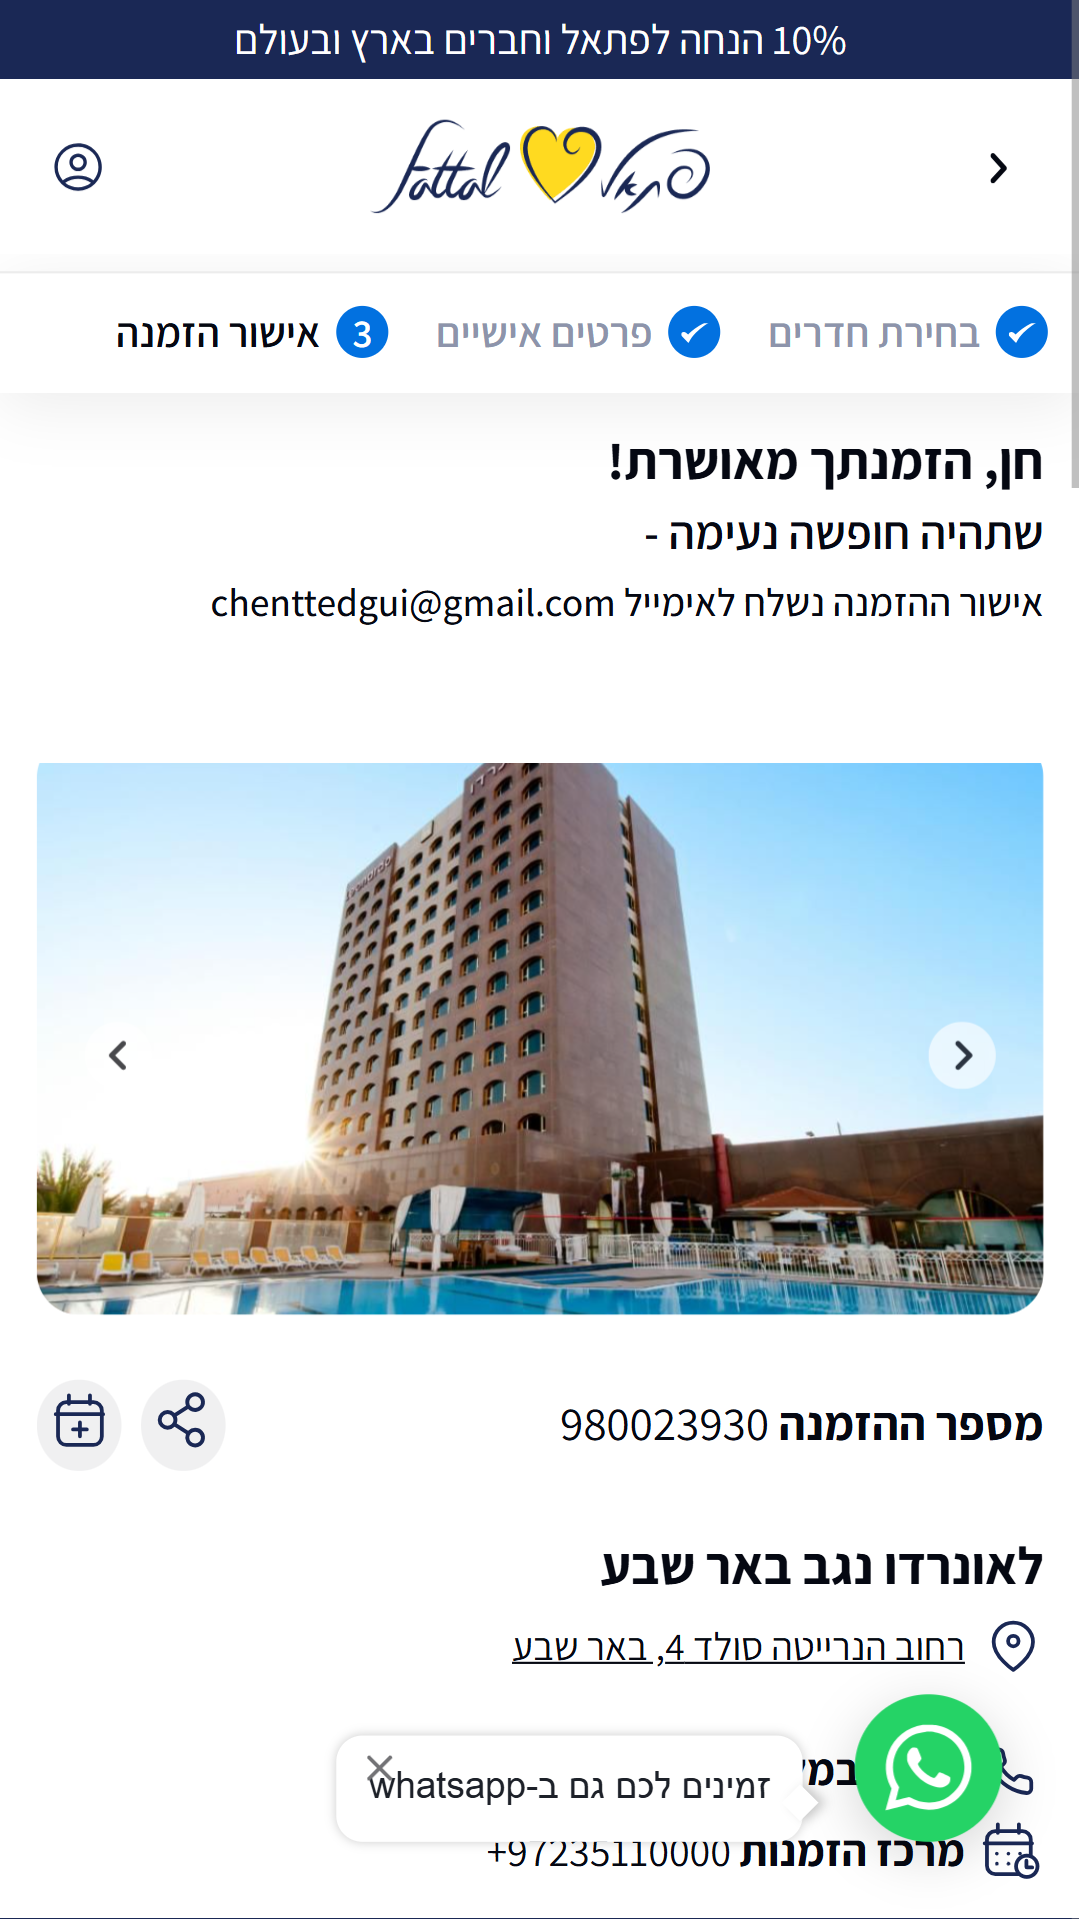 10% הנחה לפתאל וחברים בארץ ובעולם
fattal פתאל
בחירת חדרים
פרטים אישיים
3 אישור הזמנה
חן, הזמנתך מאושרת!
שתהיה חופשה נעימה -
אישור ההזמנה נשלח לאימייל chenttedgui@gmail.com
Leonardo
מספר ההזמנה 980023930
לאונרדו נגב באר שבע
רחוב הנרייטה סולד 4, באר שבע
זמינים לכם גם ב-whatsapp
מרכז הזמנות 97235110000+